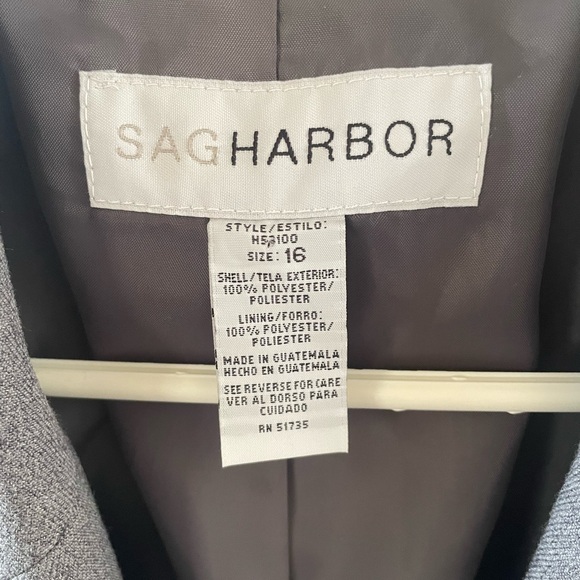 SAGHARBOR
STYLE/ESTILO:
SIZE: 16
SHELL/TELA EXTERIOR:
100% POLYESTER/
POLIESTER
LINING/FORRO:
100% POLYESTER/
POLIESTER
MADE IN GUATEMALA
HECHO EN GUATEMALA
SEE REVERSE FOR CARE
VER AL DORSO PARA
CUIDADO
RN 51735